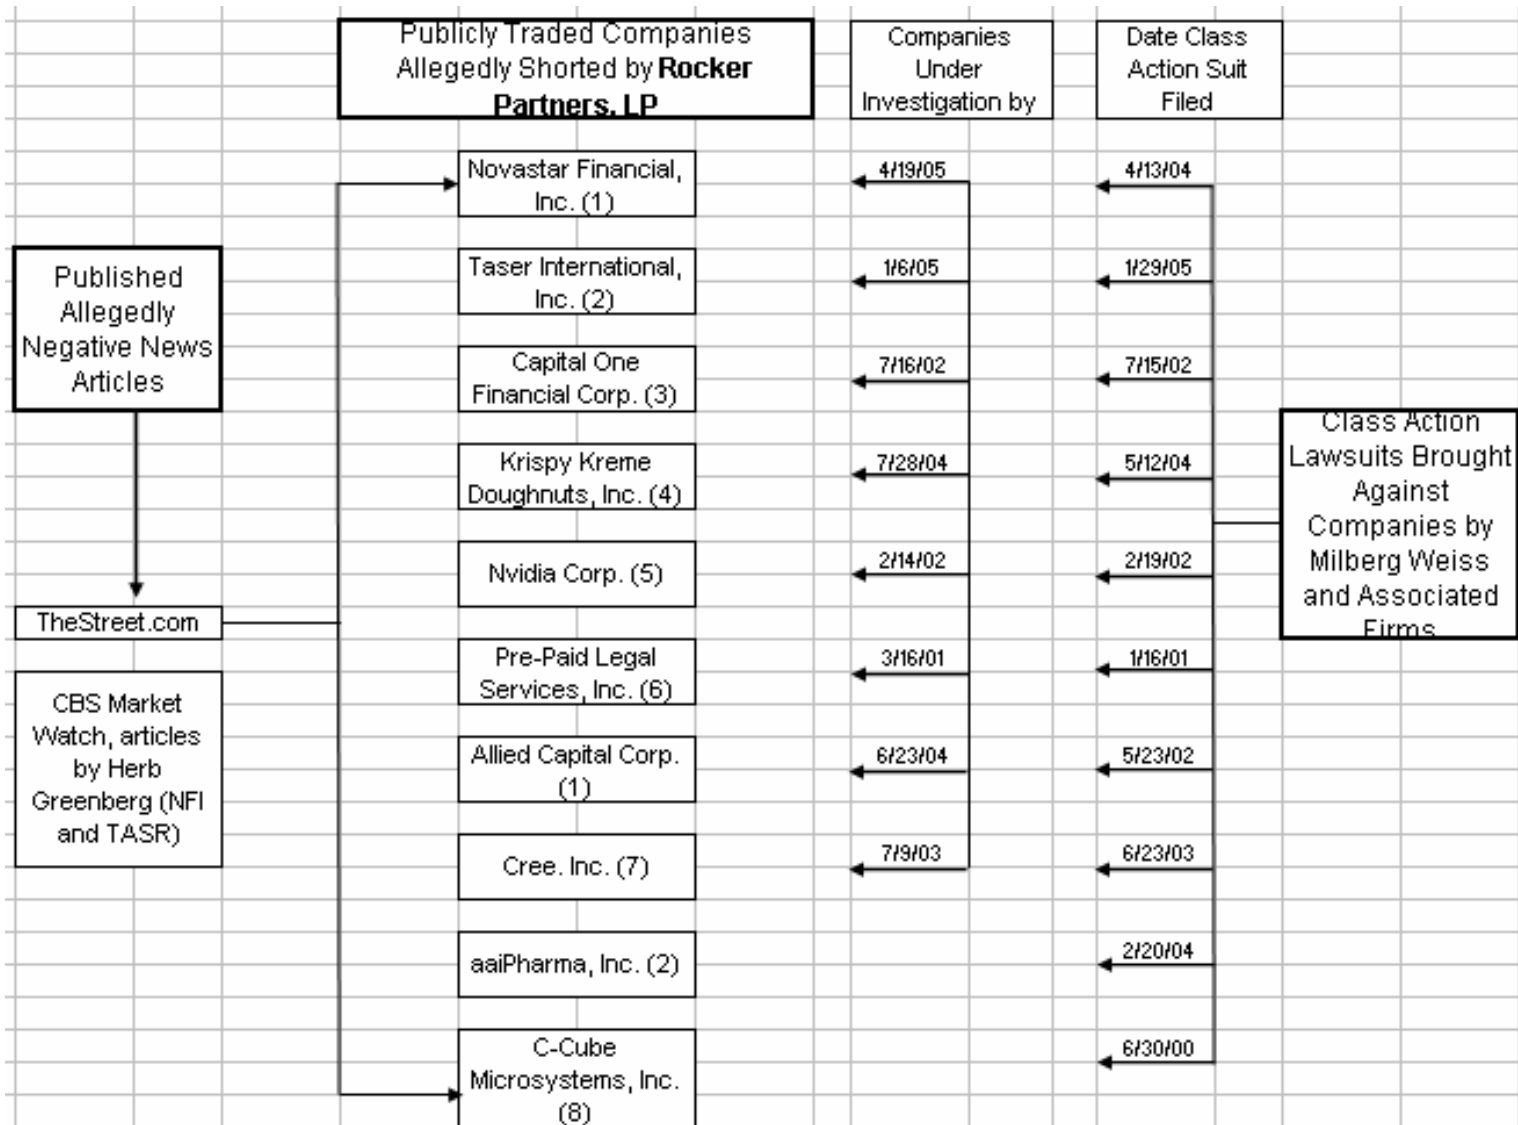 Publicly Traded Companies
Allegedly Shorted by Rocker
Partners, LP
Companies
Under
Investigation by
Date Class
Action Suit
Filed
Novastar Financial,
Inc. (1)
4/19/05
4/13/04
Taser International,
Inc. (2)
1/6/05
1/29/05
Published
Allegedly
Negative News
Articles
Capital One
Financial Corp. (3)
7/16/02
7/15/02
Krispy Kreme
Doughnuts, Inc. (4)
7/28/04
5/12/04
Class Action
Lawsuits Brought
Against
Companies by
Milberg Weiss
and Associated
Firms
Nvidia Corp. (5)
2/14/02
2/19/02
TheStreet.com
Pre-Paid Legal
Services, Inc. (6)
3/16/01
1/16/01
CBS Market
Watch, articles
by Herb
Greenberg (NFI
and TASR)
Allied Capital Corp.
(1)
6/23/04
5/23/02
Cree. Inc. (7)
7/9/03
6/23/03
aaiPharma, Inc. (2)
2/20/04
C-Cube
Microsystems, Inc.
(8)
6/30/00